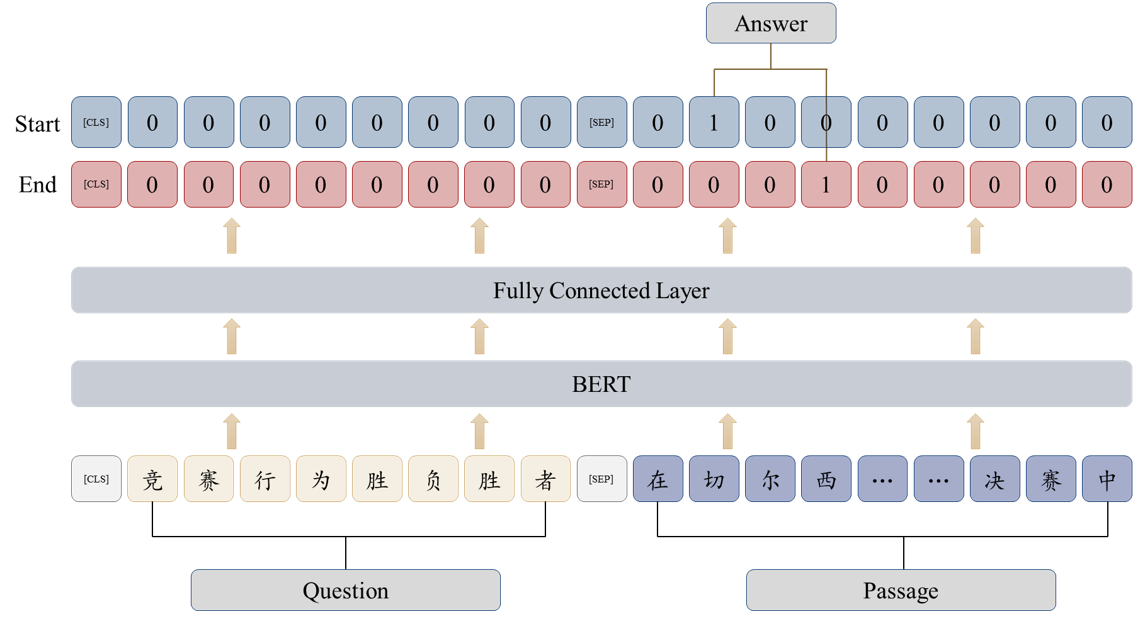 Answer
Start [CLS] 0 0 0 0 0 0 0 0 [SEP] 0 1 0 0 0 0 0 0 0
End [CLS] 0 0 0 0 0 0 0 0 [SEP] 0 0 0 1 0 0 0 0 0
Fully Connected Layer
BERT
[CLS] 竞 赛 行 为 胜 负 胜 者 [SEP] 在 切 尔 西 … … 决 赛 中
Question Passage